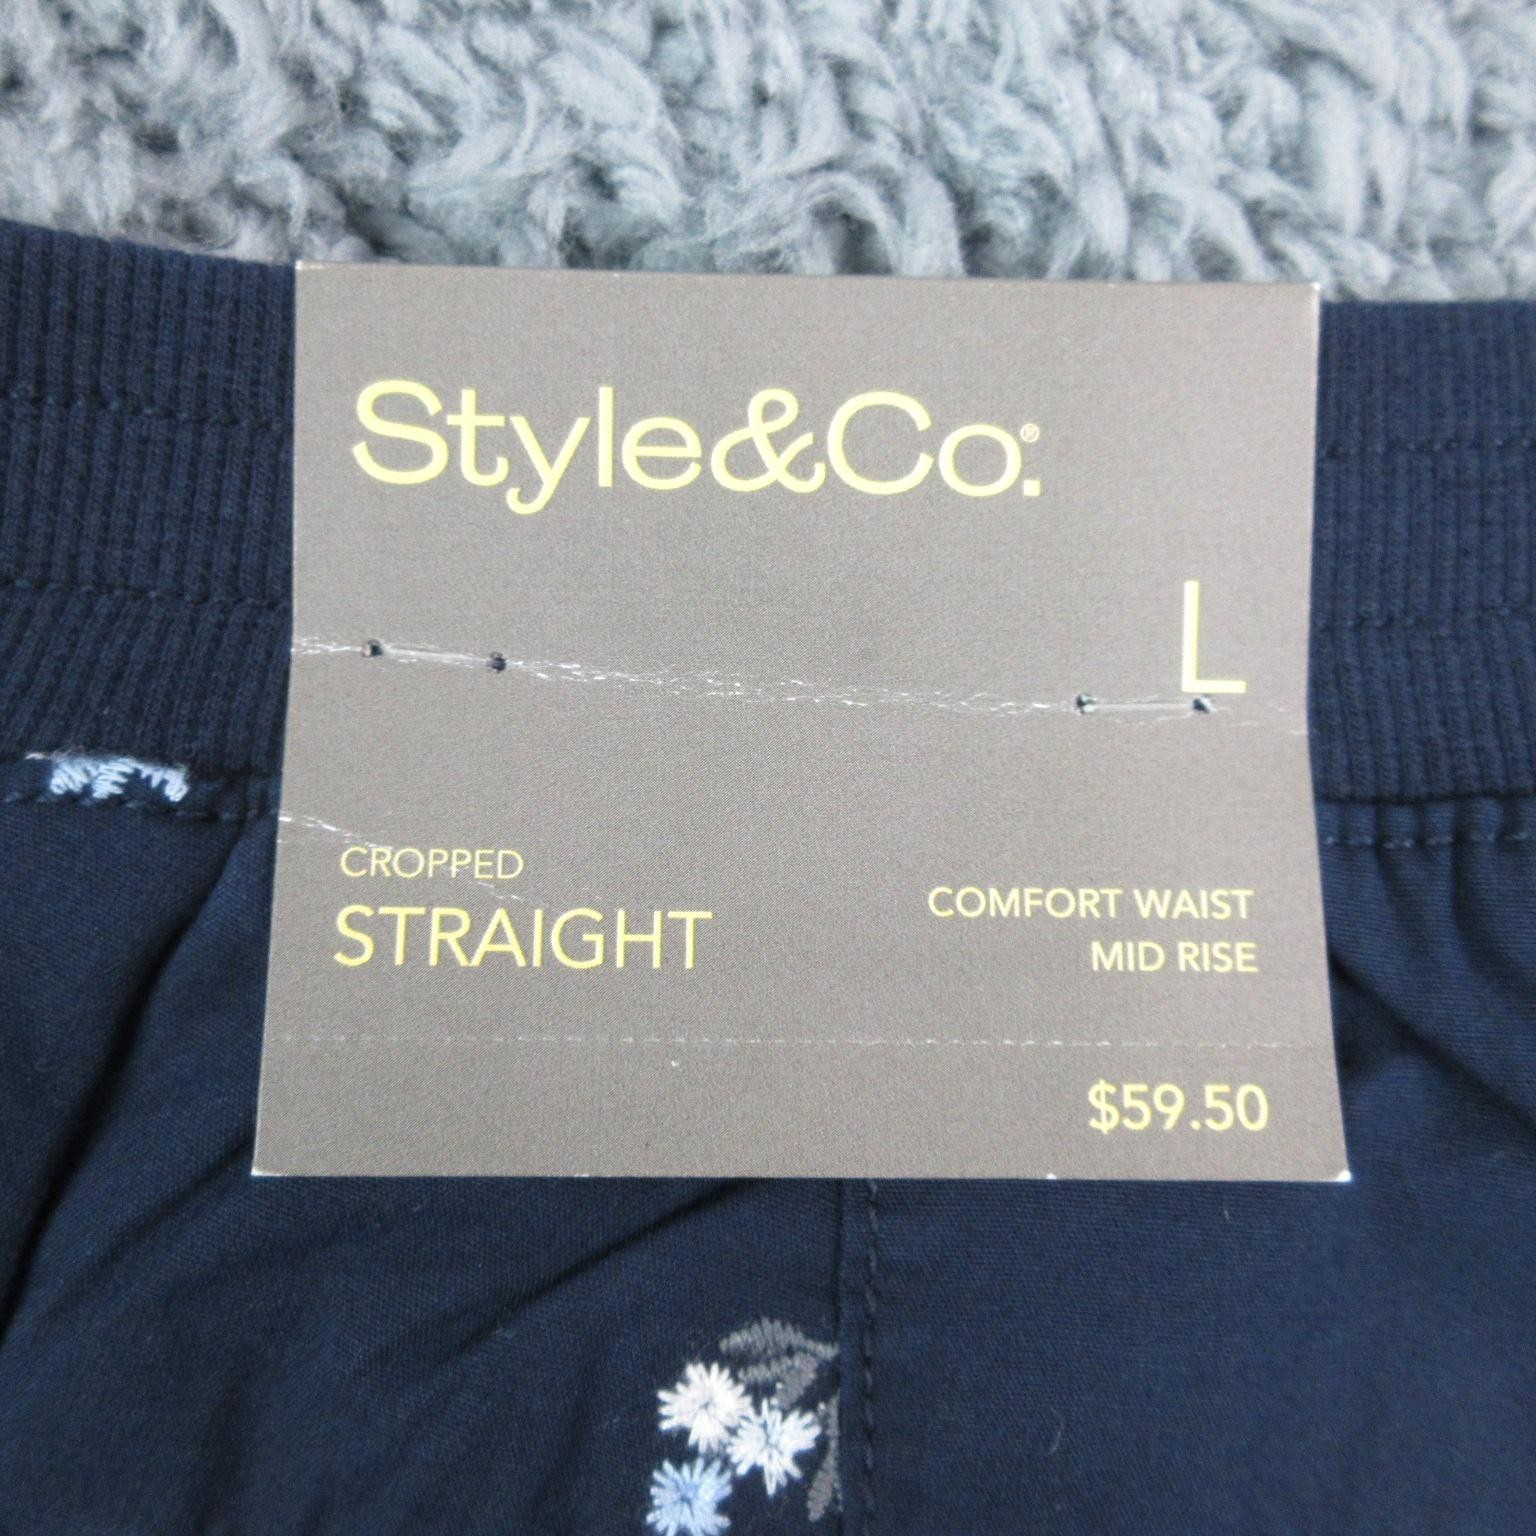 Style&Co.®
L
CROPPED
STRAIGHT
COMFORT WAIST
MID RISE
$59.50